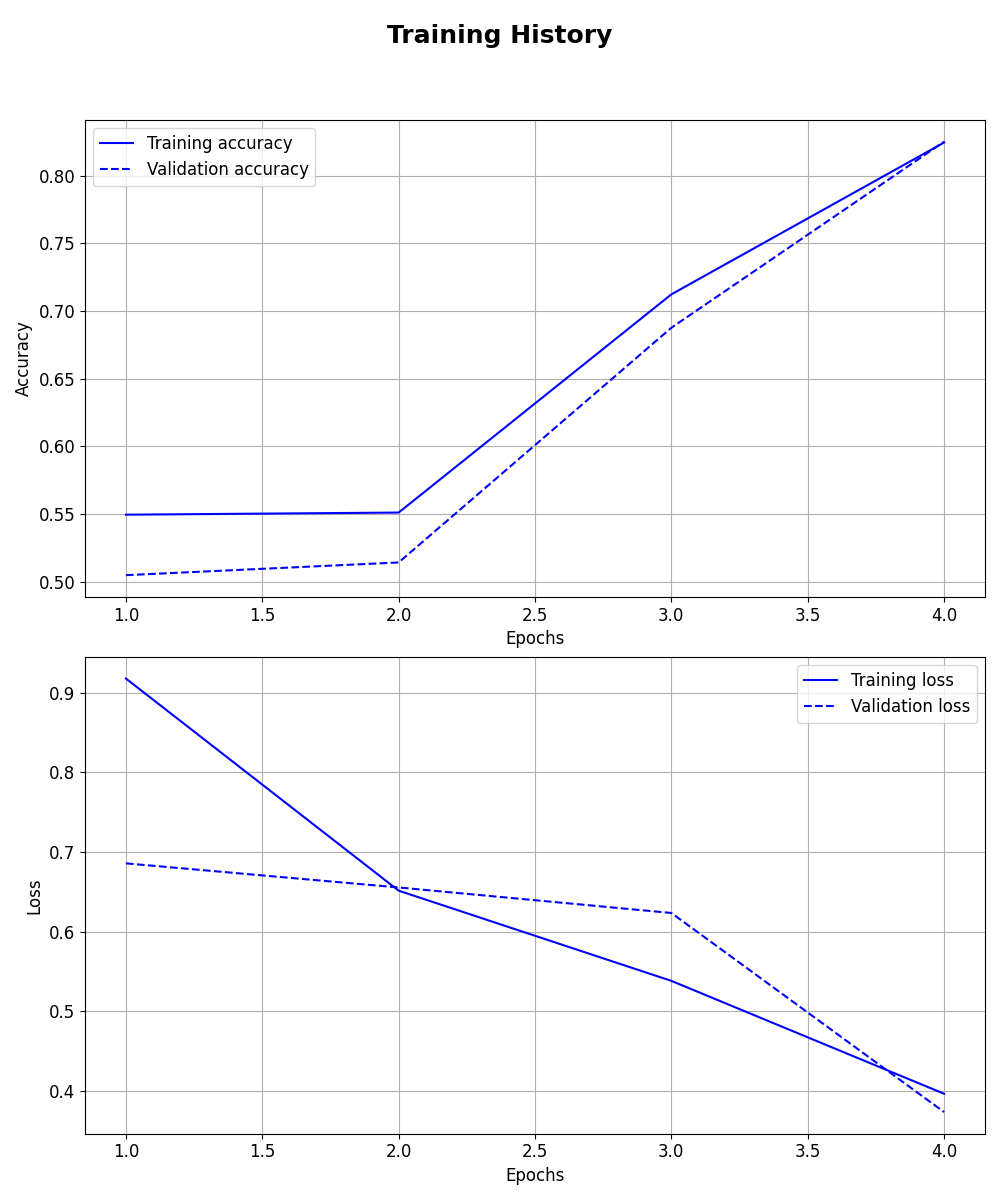 Training History
Training accuracy
Validation accuracy
0.80
0.75
0.70
0.65
0.60
0.55
0.50
Accuracy
1.0 1.5 2.0 2.5 3.0 3.5 4.0
Epochs
Training loss
Validation loss
0.9
0.8
0.7
0.6
0.5
0.4
Loss
1.0 1.5 2.0 2.5 3.0 3.5 4.0
Epochs